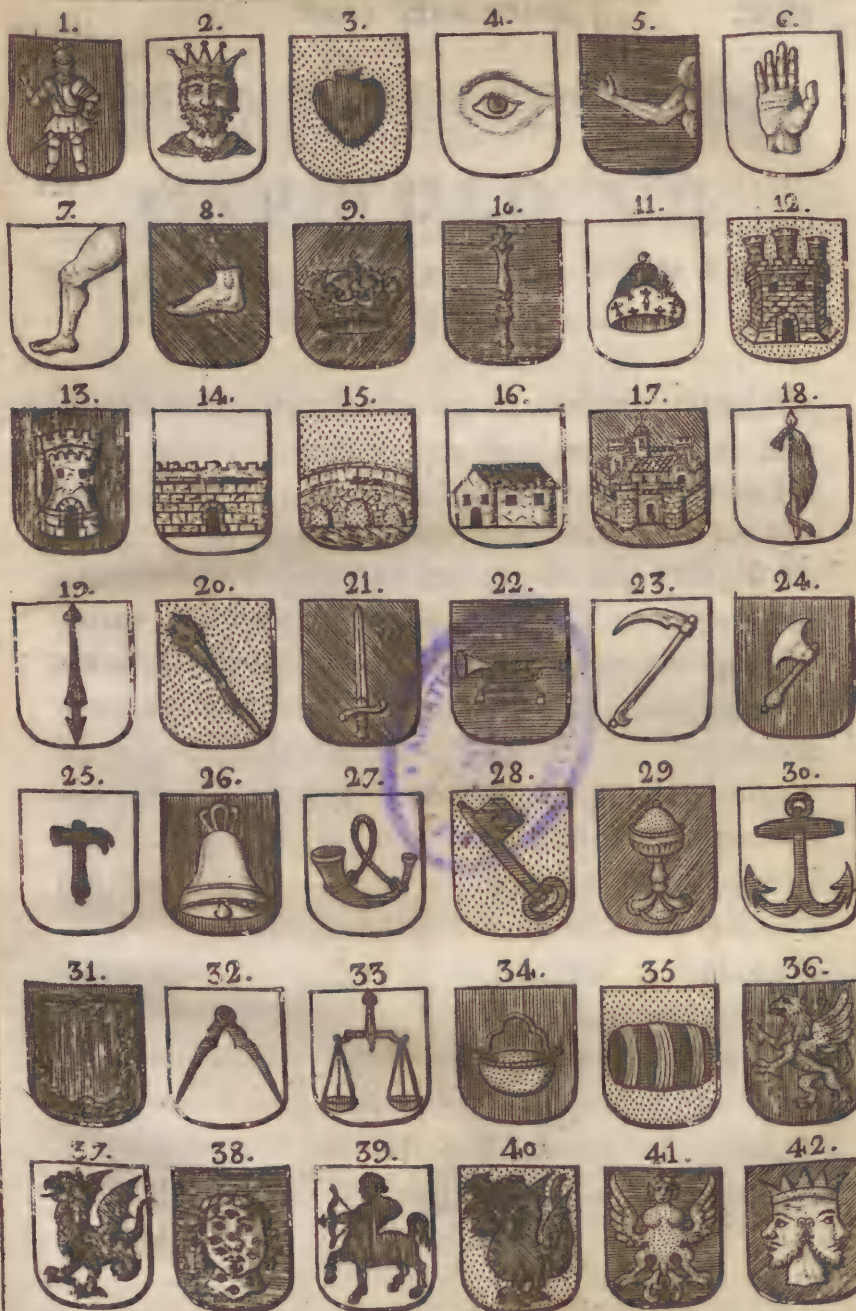 1. 2. 3. 4. 5. 6.
7. 8. 9. 10. 11. 12.
13. 14. 15. 16. 17. 18.
19. 20. 21. 22. 23. 24.
25. 26. 27. 28. 29 30.
31. 32. 33 34. 35 36.
37. 38. 39. 40 41. 42.